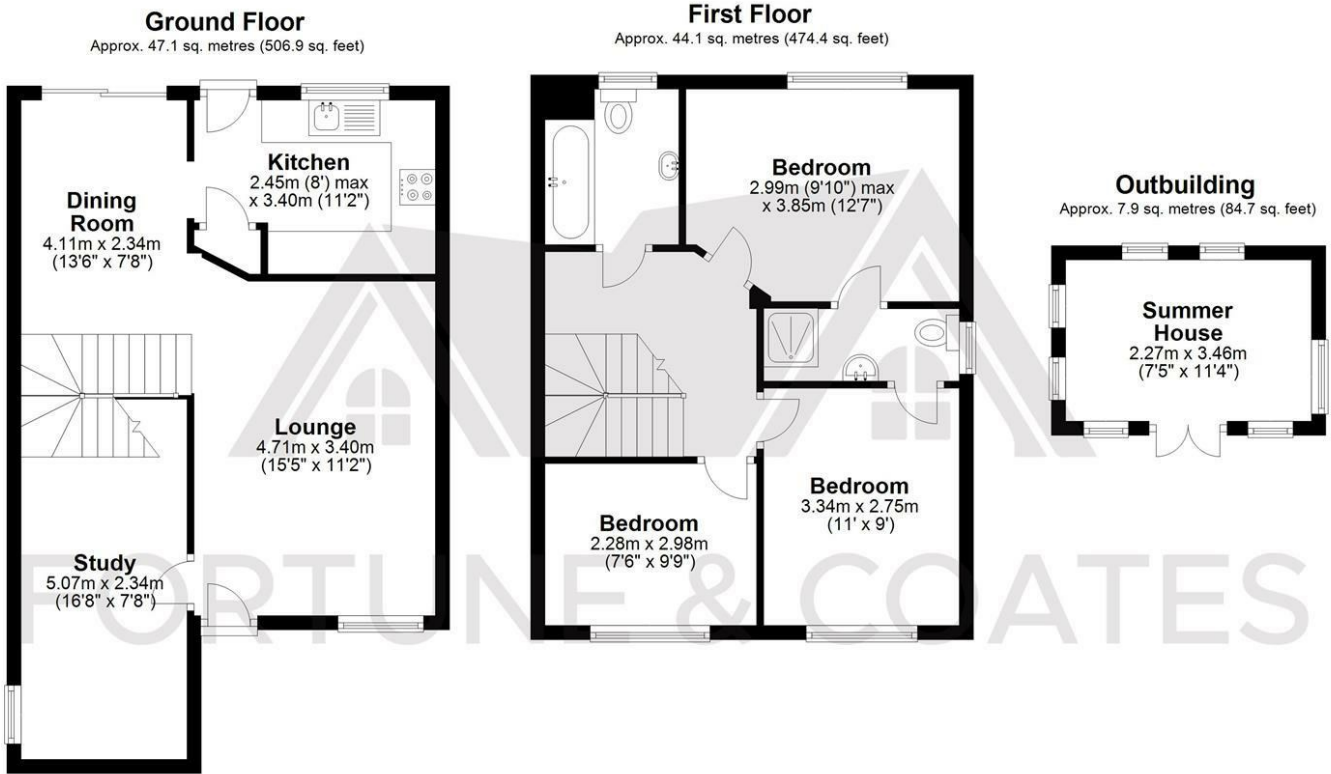 Ground Floor
Approx. 47.1 sq. metres (506.9 sq. feet)
Kitchen
2.45m (8') max
x 3.40m (11'2")
Dining
Room
4.11m x 2.34m
(13'6" x 7'8")
Lounge
4.71m x 3.40m
(15'5" x 11'2")
Study
5.07m x 2.34m
(16'8" x 7'8")
First Floor
Approx. 44.1 sq. metres (474.4 sq. feet)
Bedroom
2.99m (9'10") max
x 3.85m (12'7")
Bedroom
3.34m x 2.75m
(11' x 9')
Bedroom
2.28m x 2.98m
(7'6" x 9'9")
Outbuilding
Approx. 7.9 sq. metres (84.7 sq. feet)
Summer
House
2.27m x 3.46m
(7'5" x 11'4")
FORTUNE & COATES